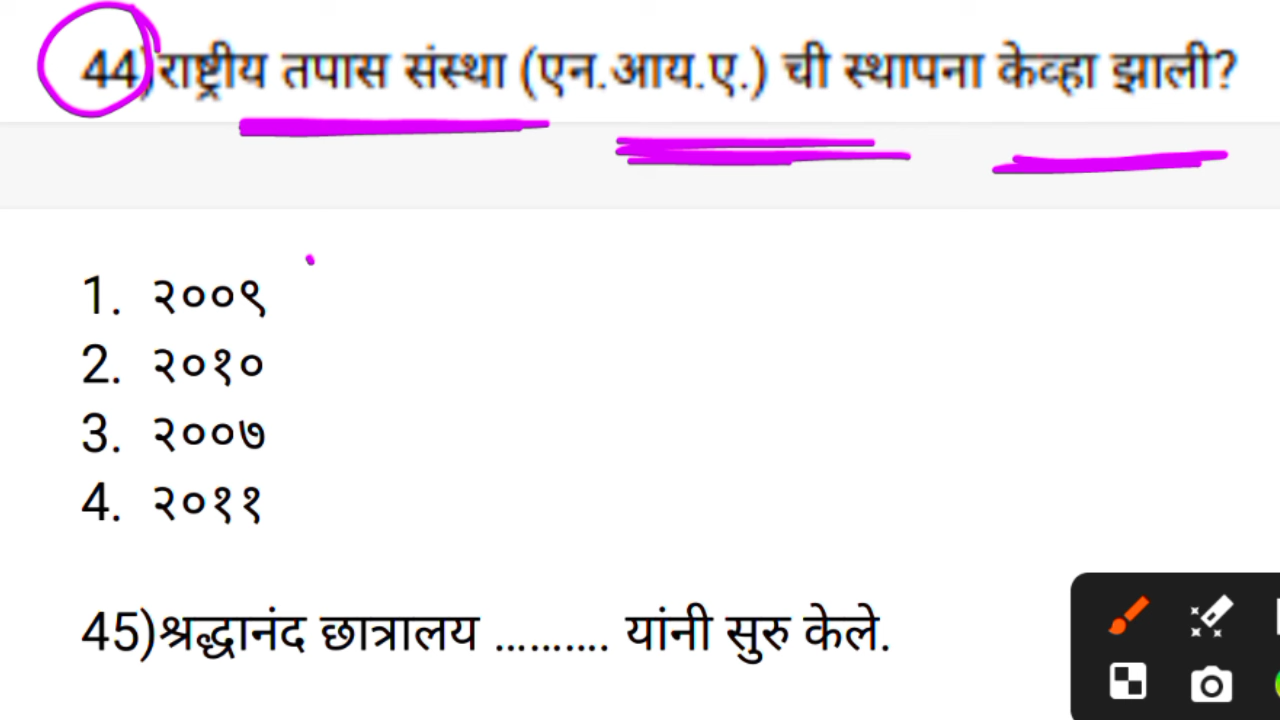 44) राष्ट्रीय तपास संस्था (एन.आय.ए.) ची स्थापना केव्हा झाली?
1. २००९
2. २०१०
3. २००७
4. २०११
45)श्रद्धानंद छात्रालय .......... यांनी सुरु केले.